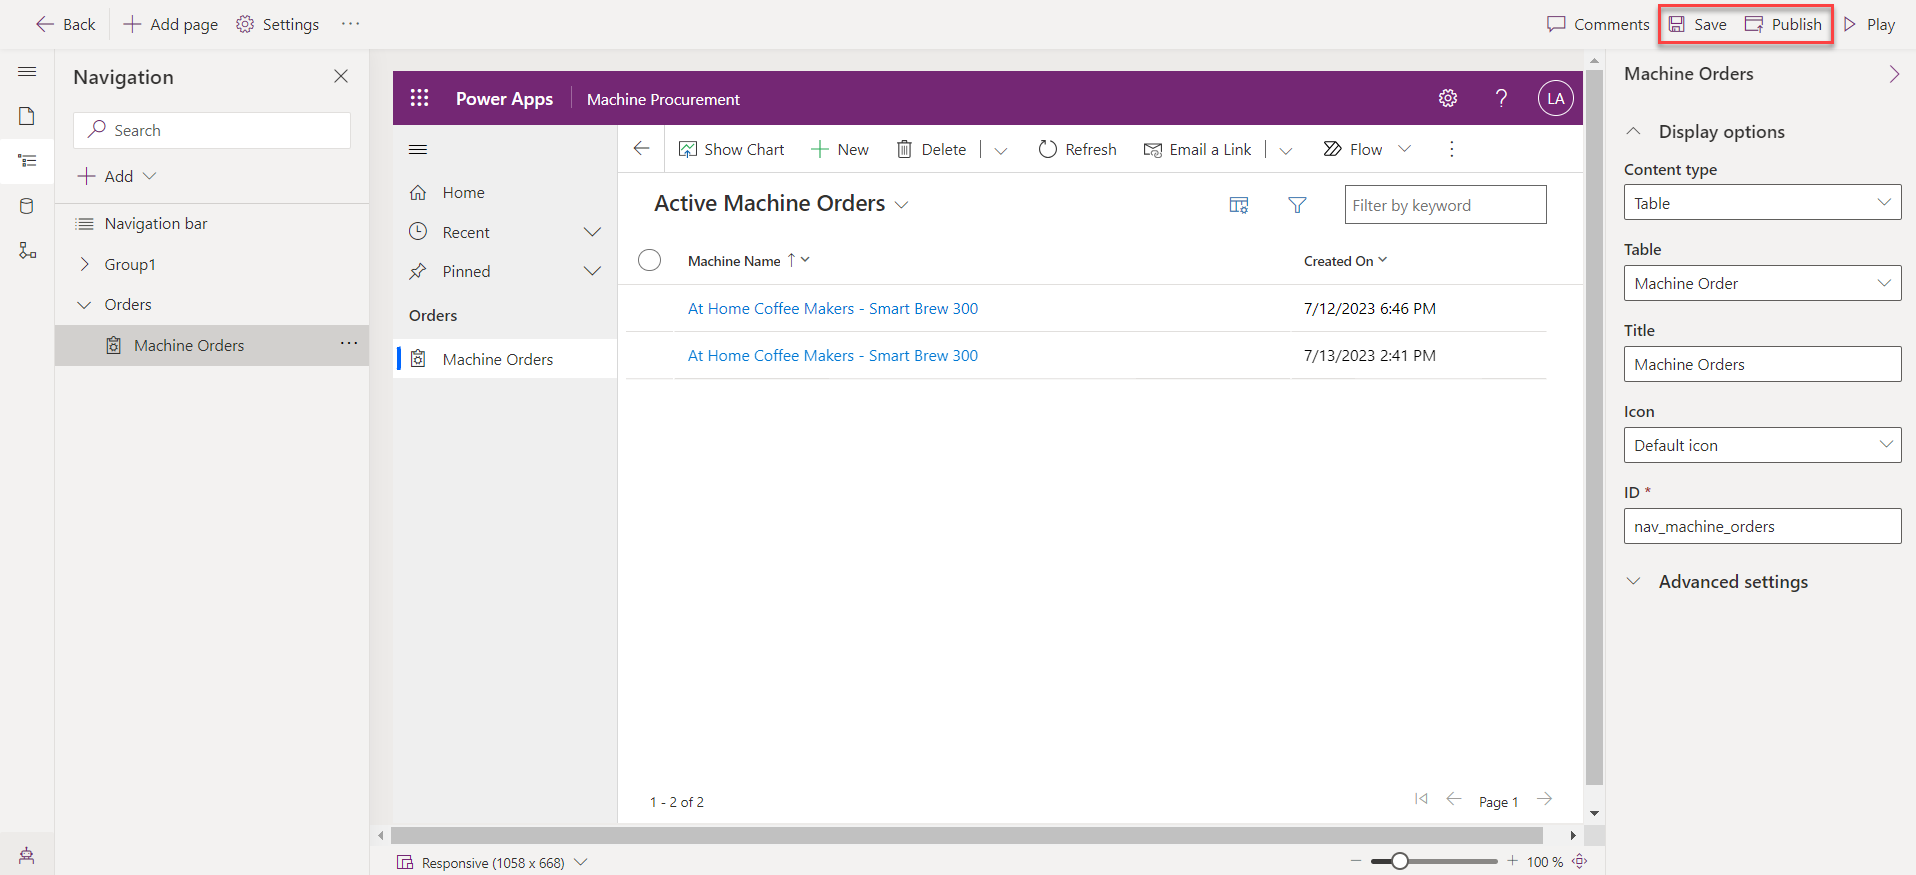 Back
Add page
Settings
Comments
Save
Publish
Play
Navigation
Search
Add
Navigation bar
Group1
Orders
Machine Orders
Power Apps
Machine Procurement
LA
Home
Recent
Pinned
Orders
Machine Orders
Show Chart
New
Delete
Refresh
Email a Link
Flow
Active Machine Orders
Filter by keyword
Machine Name
Created On
At Home Coffee Makers - Smart Brew 300
7/12/2023 6:46 PM
At Home Coffee Makers - Smart Brew 300
7/13/2023 2:41 PM
1 - 2 of 2
Page 1
Responsive (1058 x 668)
100 %
Machine Orders
Display options
Content type
Table
Table
Machine Order
Title
Machine Orders
Icon
Default icon
ID *
nav_machine_orders
Advanced settings